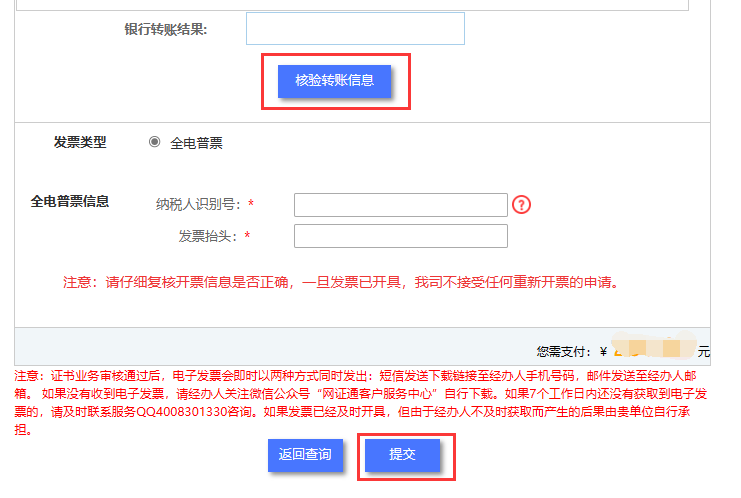 银行转账结果:
核验转账信息
发票类型 全电普票
全电普票信息 纳税人识别号：* ?
发票抬头：*
注意：请仔细复核开票信息是否正确，一旦发票已开具，我司不接受任何重新开票的申请。
您需支付：¥ 元
注意：证书业务审核通过后，电子发票会即时以两种方式同时发出：短信发送下载链接至经办人手机号码，邮件发送至经办人邮
箱。 如果没有收到电子发票，请经办人关注微信公众号“网证通客户服务中心”自行下载。如果7个工作日内还没有获取到电子发
票的，请及时联系服务QQ4008301330咨询。如果发票已经及时开具，但由于经办人不及时获取而产生的后果由贵单位自行承
担。
返回查询 提交